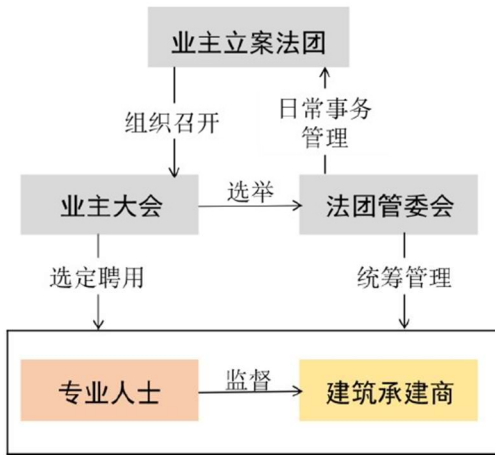 业主立案法团
组织召开
日常事务
管理
业主大会
选举
法团管委会
选定聘用
统筹管理
专业人士
监督
建筑承建商